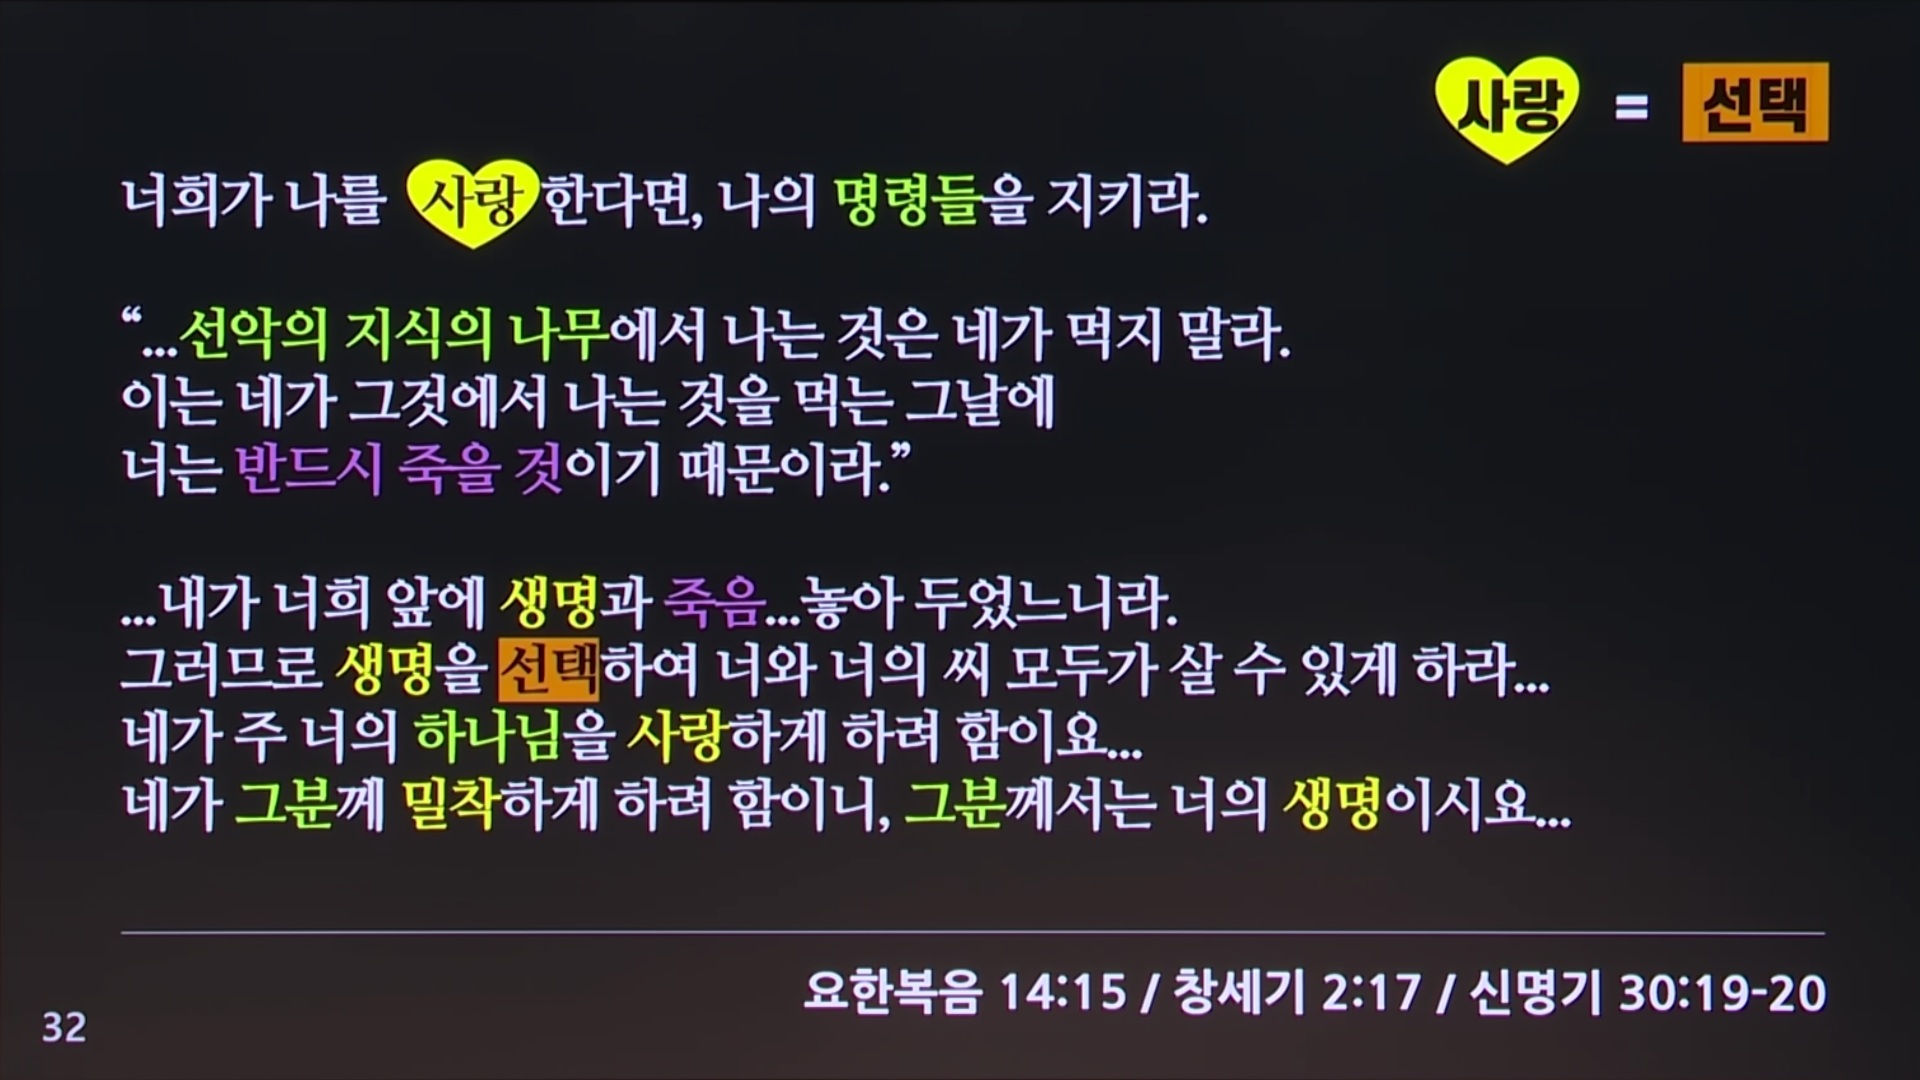 사랑 = 선택
너희가 나를 사랑한다면, 나의 명령들을 지키라.
“...선악의 지식의 나무에서 나는 것은 네가 먹지 말라.
이는 네가 그것에서 나는 것을 먹는 그날에
너는 반드시 죽을 것이기 때문이라.”
...내가 너희 앞에 생명과 죽음...놓아 두었느니라.
그러므로 생명을 선택하여 너와 너의 씨 모두가 살 수 있게 하라...
네가 주 너의 하나님을 사랑하게 하려 함이요...
네가 그분께 밀착하게 하려 함이니, 그분께서는 너의 생명이시요...
요한복음 14:15 / 창세기 2:17 / 신명기 30:19-20
32